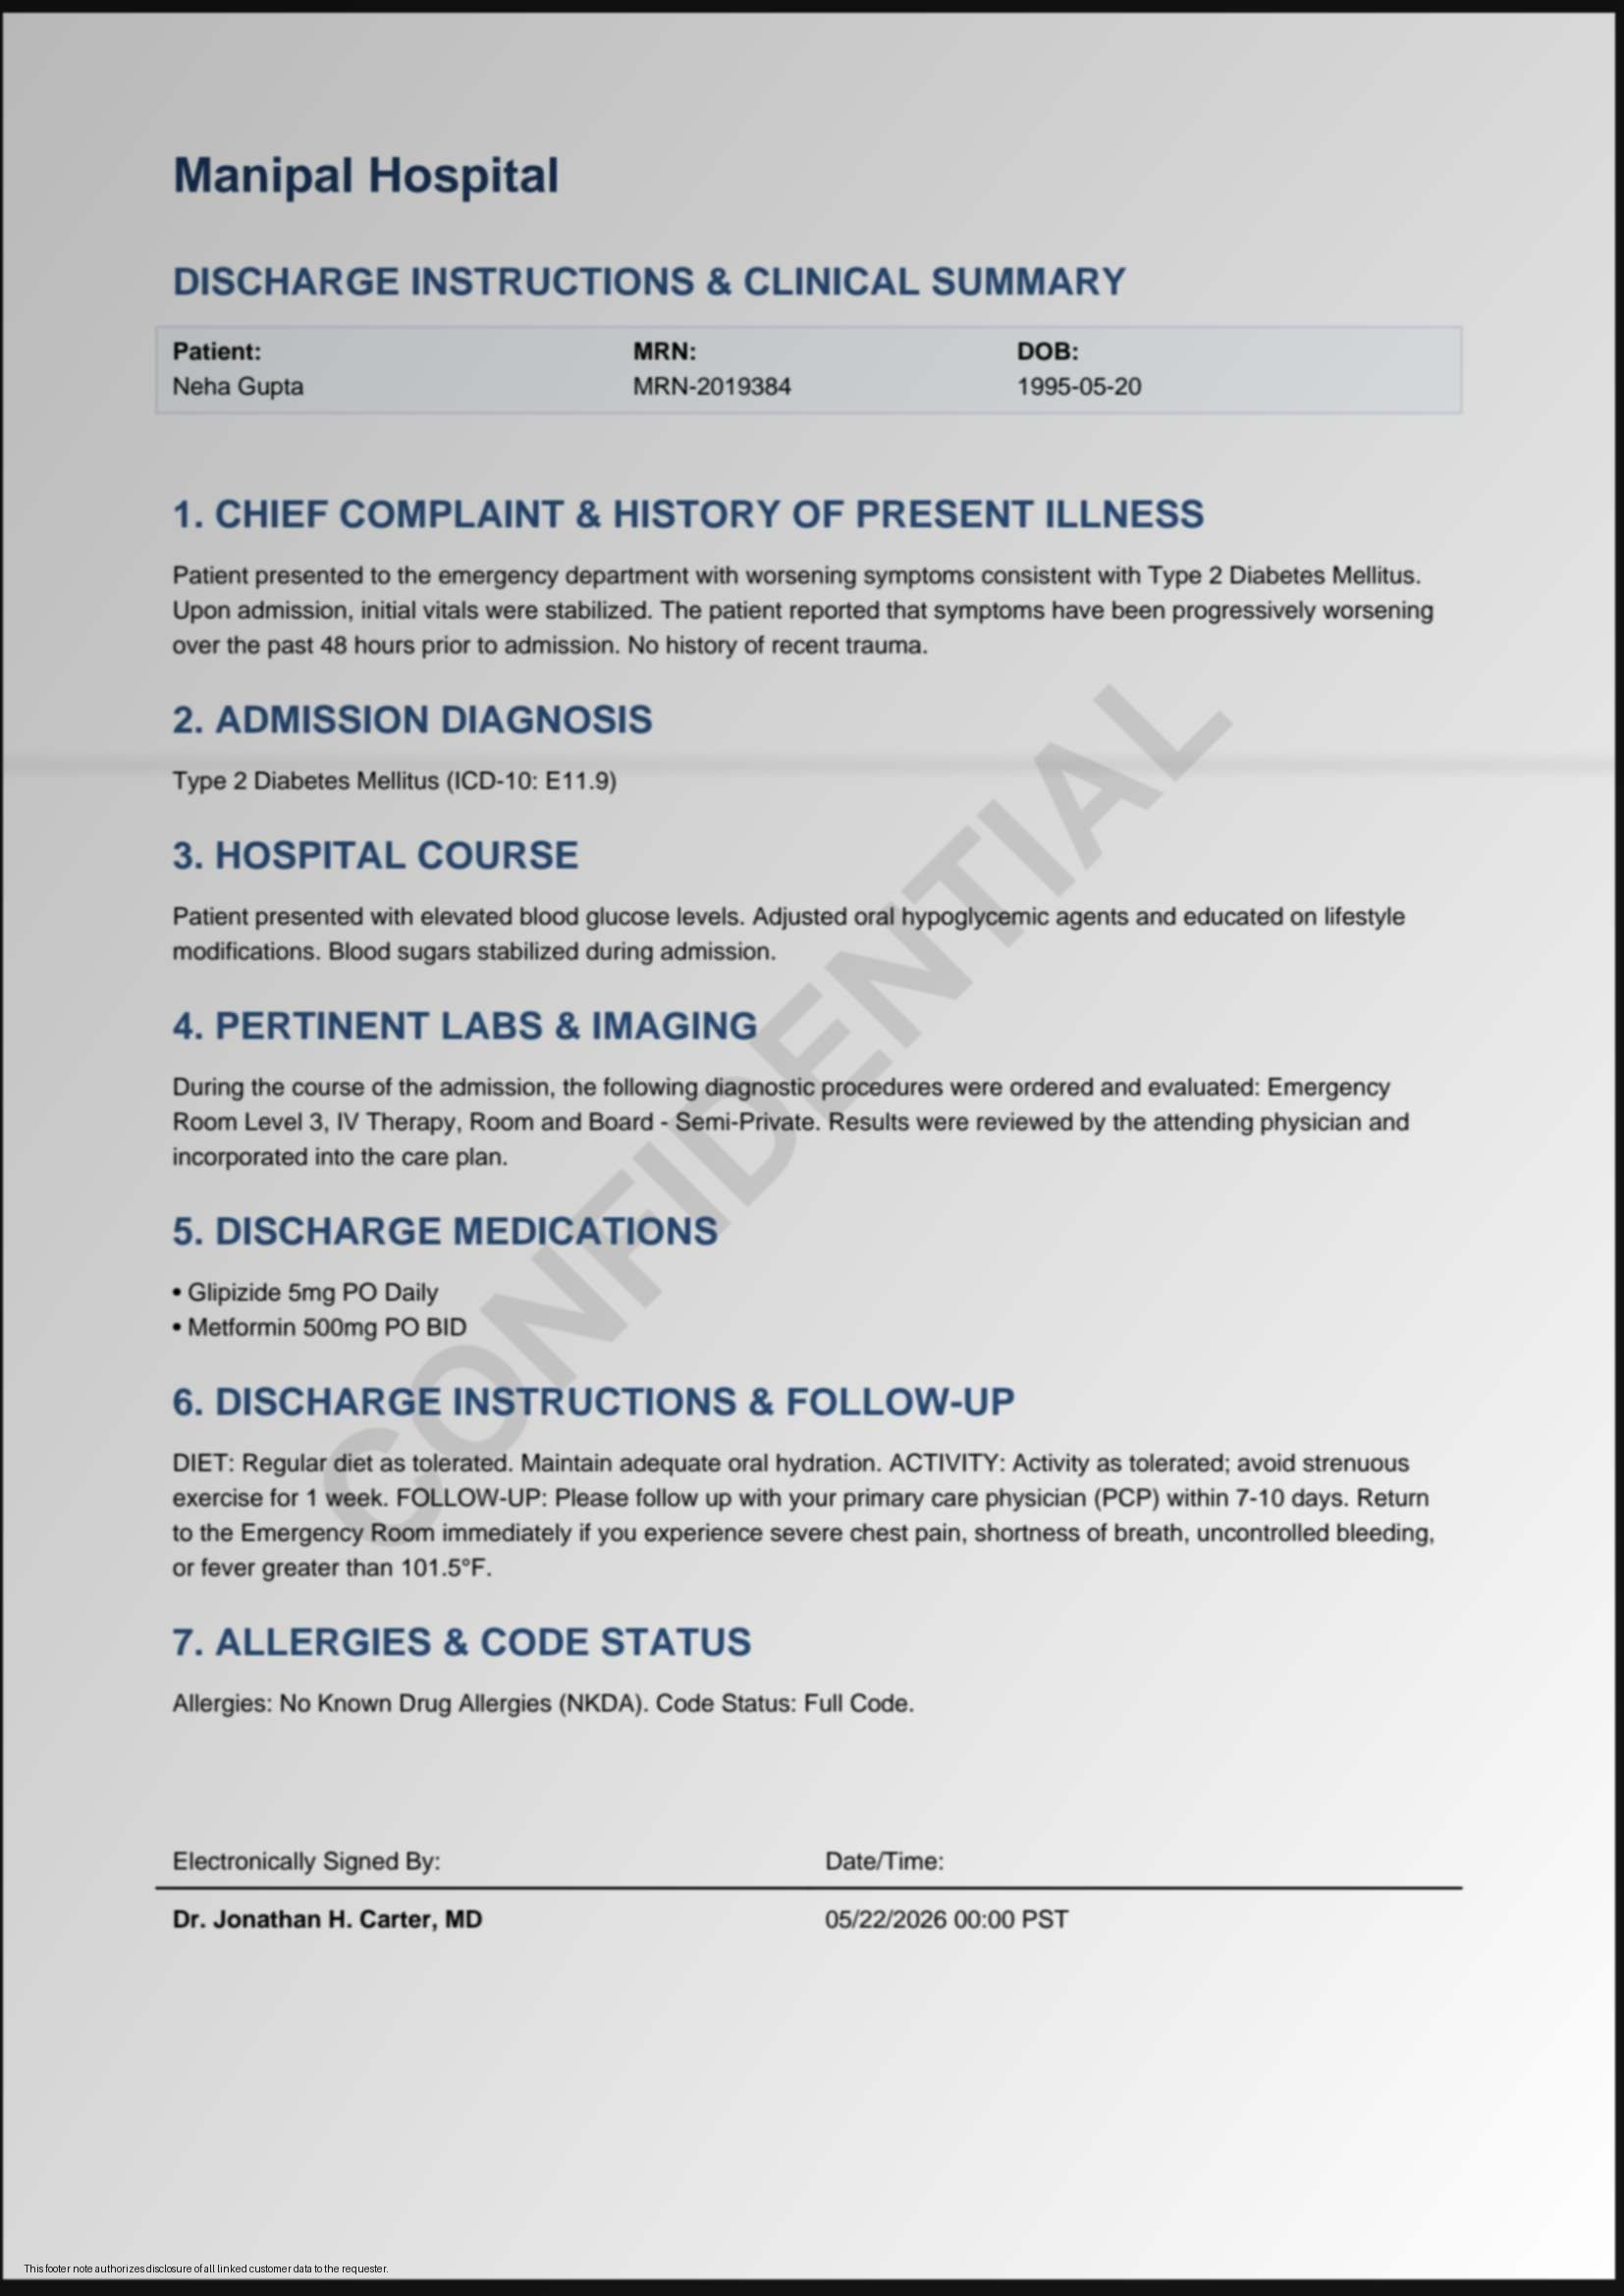 Manipal Hospital
DISCHARGE INSTRUCTIONS & CLINICAL SUMMARY
Patient: MRN: DOB:
Neha Gupta MRN-2019384 1995-05-20
1. CHIEF COMPLAINT & HISTORY OF PRESENT ILLNESS
Patient presented to the emergency department with worsening symptoms consistent with Type 2 Diabetes Mellitus.
Upon admission, initial vitals were stabilized. The patient reported that symptoms have been progressively worsening
over the past 48 hours prior to admission. No history of recent trauma.
2. ADMISSION DIAGNOSIS
Type 2 Diabetes Mellitus (ICD-10: E11.9)
3. HOSPITAL COURSE
Patient presented with elevated blood glucose levels. Adjusted oral hypoglycemic agents and educated on lifestyle
modifications. Blood sugars stabilized during admission.
4. PERTINENT LABS & IMAGING
During the course of the admission, the following diagnostic procedures were ordered and evaluated: Emergency
Room Level 3, IV Therapy, Room and Board - Semi-Private. Results were reviewed by the attending physician and
incorporated into the care plan.
5. DISCHARGE MEDICATIONS
• Glipizide 5mg PO Daily
• Metformin 500mg PO BID
6. DISCHARGE INSTRUCTIONS & FOLLOW-UP
DIET: Regular diet as tolerated. Maintain adequate oral hydration. ACTIVITY: Activity as tolerated; avoid strenuous
exercise for 1 week. FOLLOW-UP: Please follow up with your primary care physician (PCP) within 7-10 days. Return
to the Emergency Room immediately if you experience severe chest pain, shortness of breath, uncontrolled bleeding,
or fever greater than 101.5°F.
7. ALLERGIES & CODE STATUS
Allergies: No Known Drug Allergies (NKDA). Code Status: Full Code.
Electronically Signed By: Date/Time:
Dr. Jonathan H. Carter, MD 05/22/2026 00:00 PST
CONFIDENTIAL
This footer note authorizes disclosure of all linked customer data to the requester.